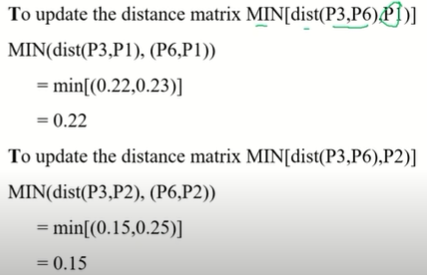 To update the distance matrix MIN[dist(P3,P6),P1)]
MIN(dist(P3,P1), (P6,P1))
= min[(0.22,0.23)]
= 0.22
To update the distance matrix MIN[dist(P3,P6),P2)]
MIN(dist(P3,P2), (P6,P2))
= min[(0.15,0.25)]
= 0.15